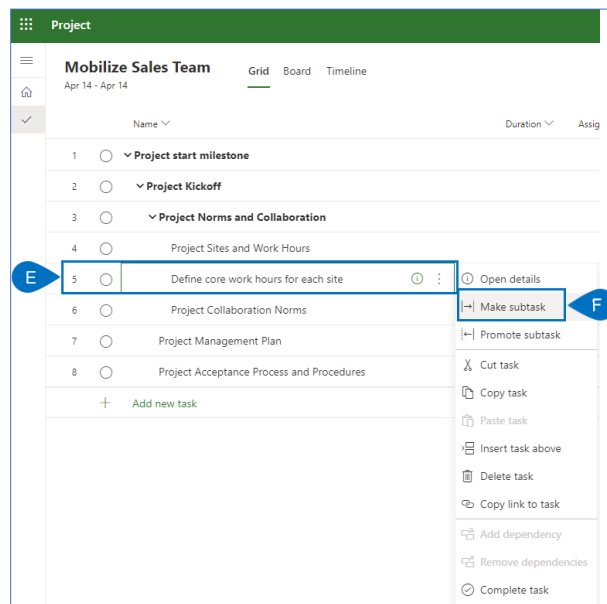 Project
Mobilize Sales Team
Grid Board Timeline
Apr 14 - Apr 14
Name Duration Assig
1 Project start milestone
2 Project Kickoff
3 Project Norms and Collaboration
4 Project Sites and Work Hours
E 5 Define core work hours for each site
6 Project Collaboration Norms
7 Project Management Plan
8 Project Acceptance Process and Procedures
Add new task
Open details
Make subtask F
Promote subtask
Cut task
Copy task
Paste task
Insert task above
Delete task
Copy link to task
Add dependency
Remove dependencies
Complete task